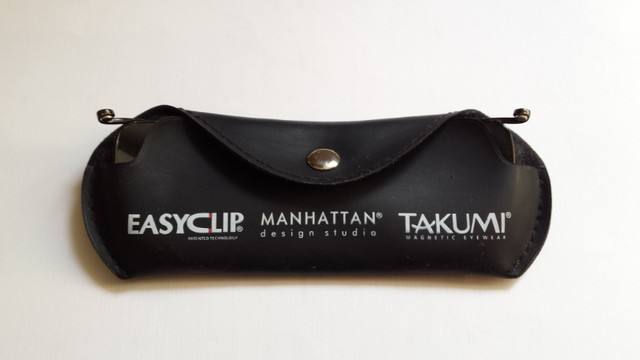 EASYCLIP®
PATENTED TECHNOLOGY
MANHATTAN®
design studio
TAKUMI®
MAGNETIC EYEWEAR